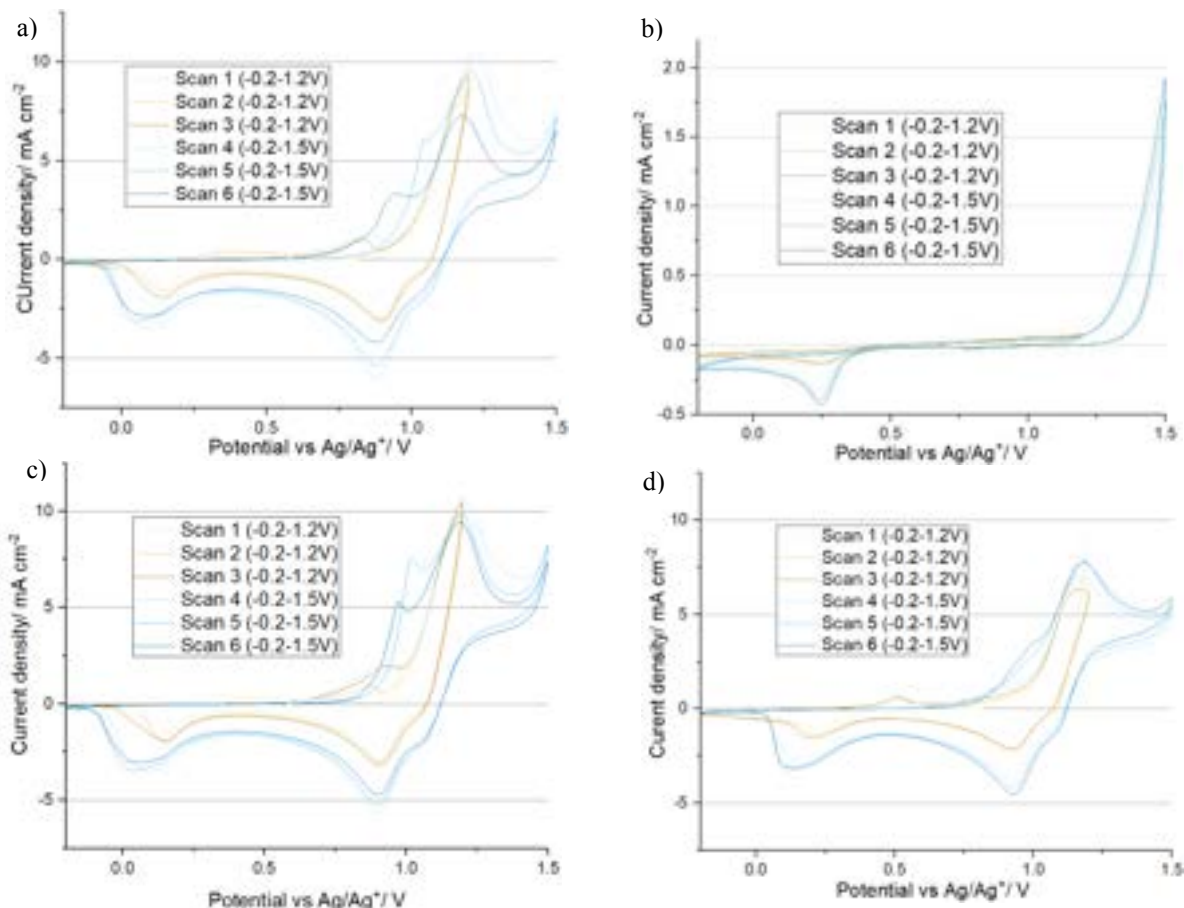 a)
CUrrent density/ mA cm-2
10
5
0
-5
Scan 1 (-0.2-1.2V)
Scan 2 (-0.2-1.2V)
Scan 3 (-0.2-1.2V)
Scan 4 (-0.2-1.5V)
Scan 5 (-0.2-1.5V)
Scan 6 (-0.2-1.5V)
0.0 0.5 1.0 1.5
Potential vs Ag/Ag+/ V
b)
Current density/ mA cm-2
2.0
1.5
1.0
0.5
0.0
-0.5
Scan 1 (-0.2-1.2V)
Scan 2 (-0.2-1.2V)
Scan 3 (-0.2-1.2V)
Scan 4 (-0.2-1.5V)
Scan 5 (-0.2-1.5V)
Scan 6 (-0.2-1.5V)
0.0 0.5 1.0 1.5
Potential vs Ag/Ag+/ V
c)
Current density/ mA cm-2
10
5
0
-5
Scan 1 (-0.2-1.2V)
Scan 2 (-0.2-1.2V)
Scan 3 (-0.2-1.2V)
Scan 4 (-0.2-1.5V)
Scan 5 (-0.2-1.5V)
Scan 6 (-0.2-1.5V)
0.0 0.5 1.0 1.5
Potential vs Ag/Ag+/ V
d)
Curent density/ mA cm-2
10
5
0
-5
Scan 1 (-0.2-1.2V)
Scan 2 (-0.2-1.2V)
Scan 3 (-0.2-1.2V)
Scan 4 (-0.2-1.5V)
Scan 5 (-0.2-1.5V)
Scan 6 (-0.2-1.5V)
0.0 0.5 1.0 1.5
Potential vs Ag/Ag+/ V